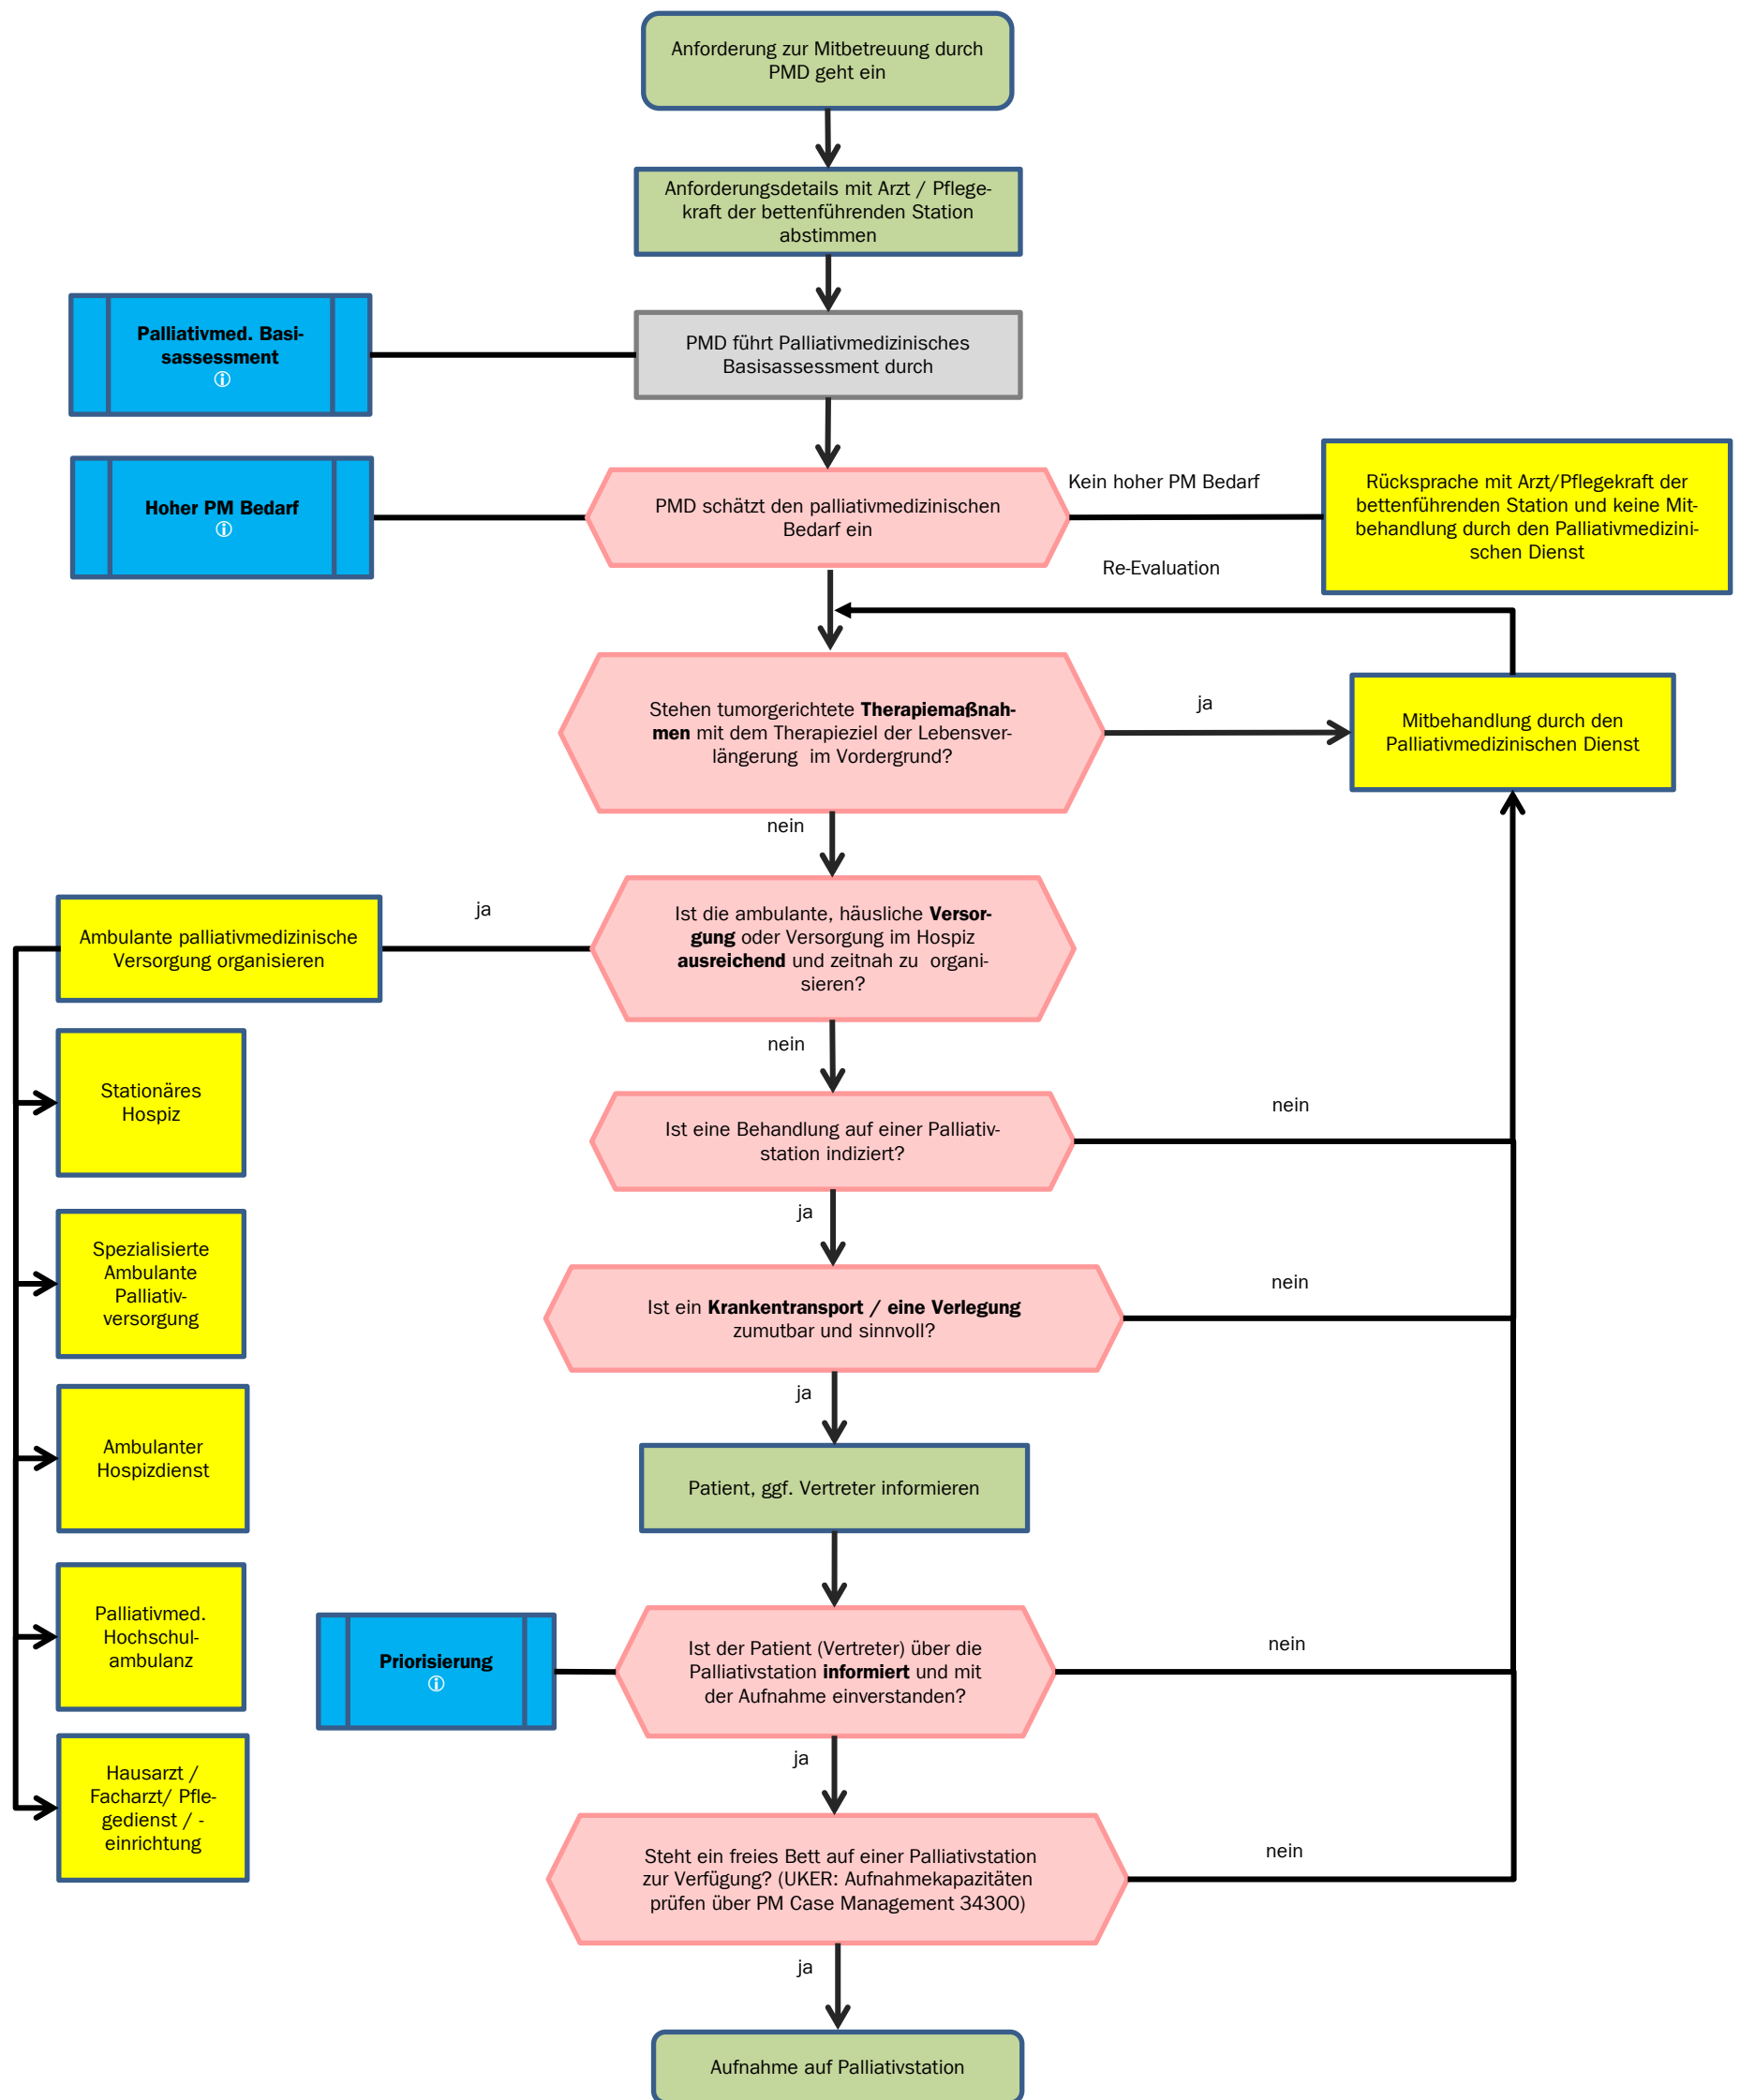 Anforderung zur Mitbetreuung durch
PMD geht ein
Anforderungsdetails mit Arzt / Pflege-
kraft der bettenführenden Station
abstimmen
Palliativmed. Basi-
sassessment
ⓘ
PMD führt Palliativmedizinisches
Basisassessment durch
Hoher PM Bedarf
ⓘ
PMD schätzt den palliativmedizinischen
Bedarf ein
Kein hoher PM Bedarf
Rücksprache mit Arzt/Pflegekraft der
bettenführenden Station und keine Mit-
behandlung durch den Palliativmedizini-
schen Dienst
Re-Evaluation
Stehen tumorgerichtete Therapiemaßnah-
men mit dem Therapieziel der Lebensver-
längerung  im Vordergrund?
ja
Mitbehandlung durch den
Palliativmedizinischen Dienst
nein
Ist die ambulante, häusliche Versor-
gung oder Versorgung im Hospiz
ausreichend und zeitnah zu  organi-
sieren?
ja
Ambulante palliativmedizinische
Versorgung organisieren
nein
Stationäres
Hospiz
Ist eine Behandlung auf einer Palliativ-
station indiziert?
nein
ja
Spezialisierte
Ambulante
Palliativ-
versorgung
Ist ein Krankentransport / eine Verlegung
zumutbar und sinnvoll?
nein
ja
Ambulanter
Hospizdienst
Patient, ggf. Vertreter informieren
Palliativmed.
Hochschul-
ambulanz
Priorisierung
ⓘ
Ist der Patient (Vertreter) über die
Palliativstation informiert und mit
der Aufnahme einverstanden?
nein
ja
Hausarzt /
Facharzt/ Pfle-
gedienst / -
einrichtung
Steht ein freies Bett auf einer Palliativstation
zur Verfügung? (UKER: Aufnahmekapazitäten
prüfen über PM Case Management 34300)
nein
ja
Aufnahme auf Palliativstation